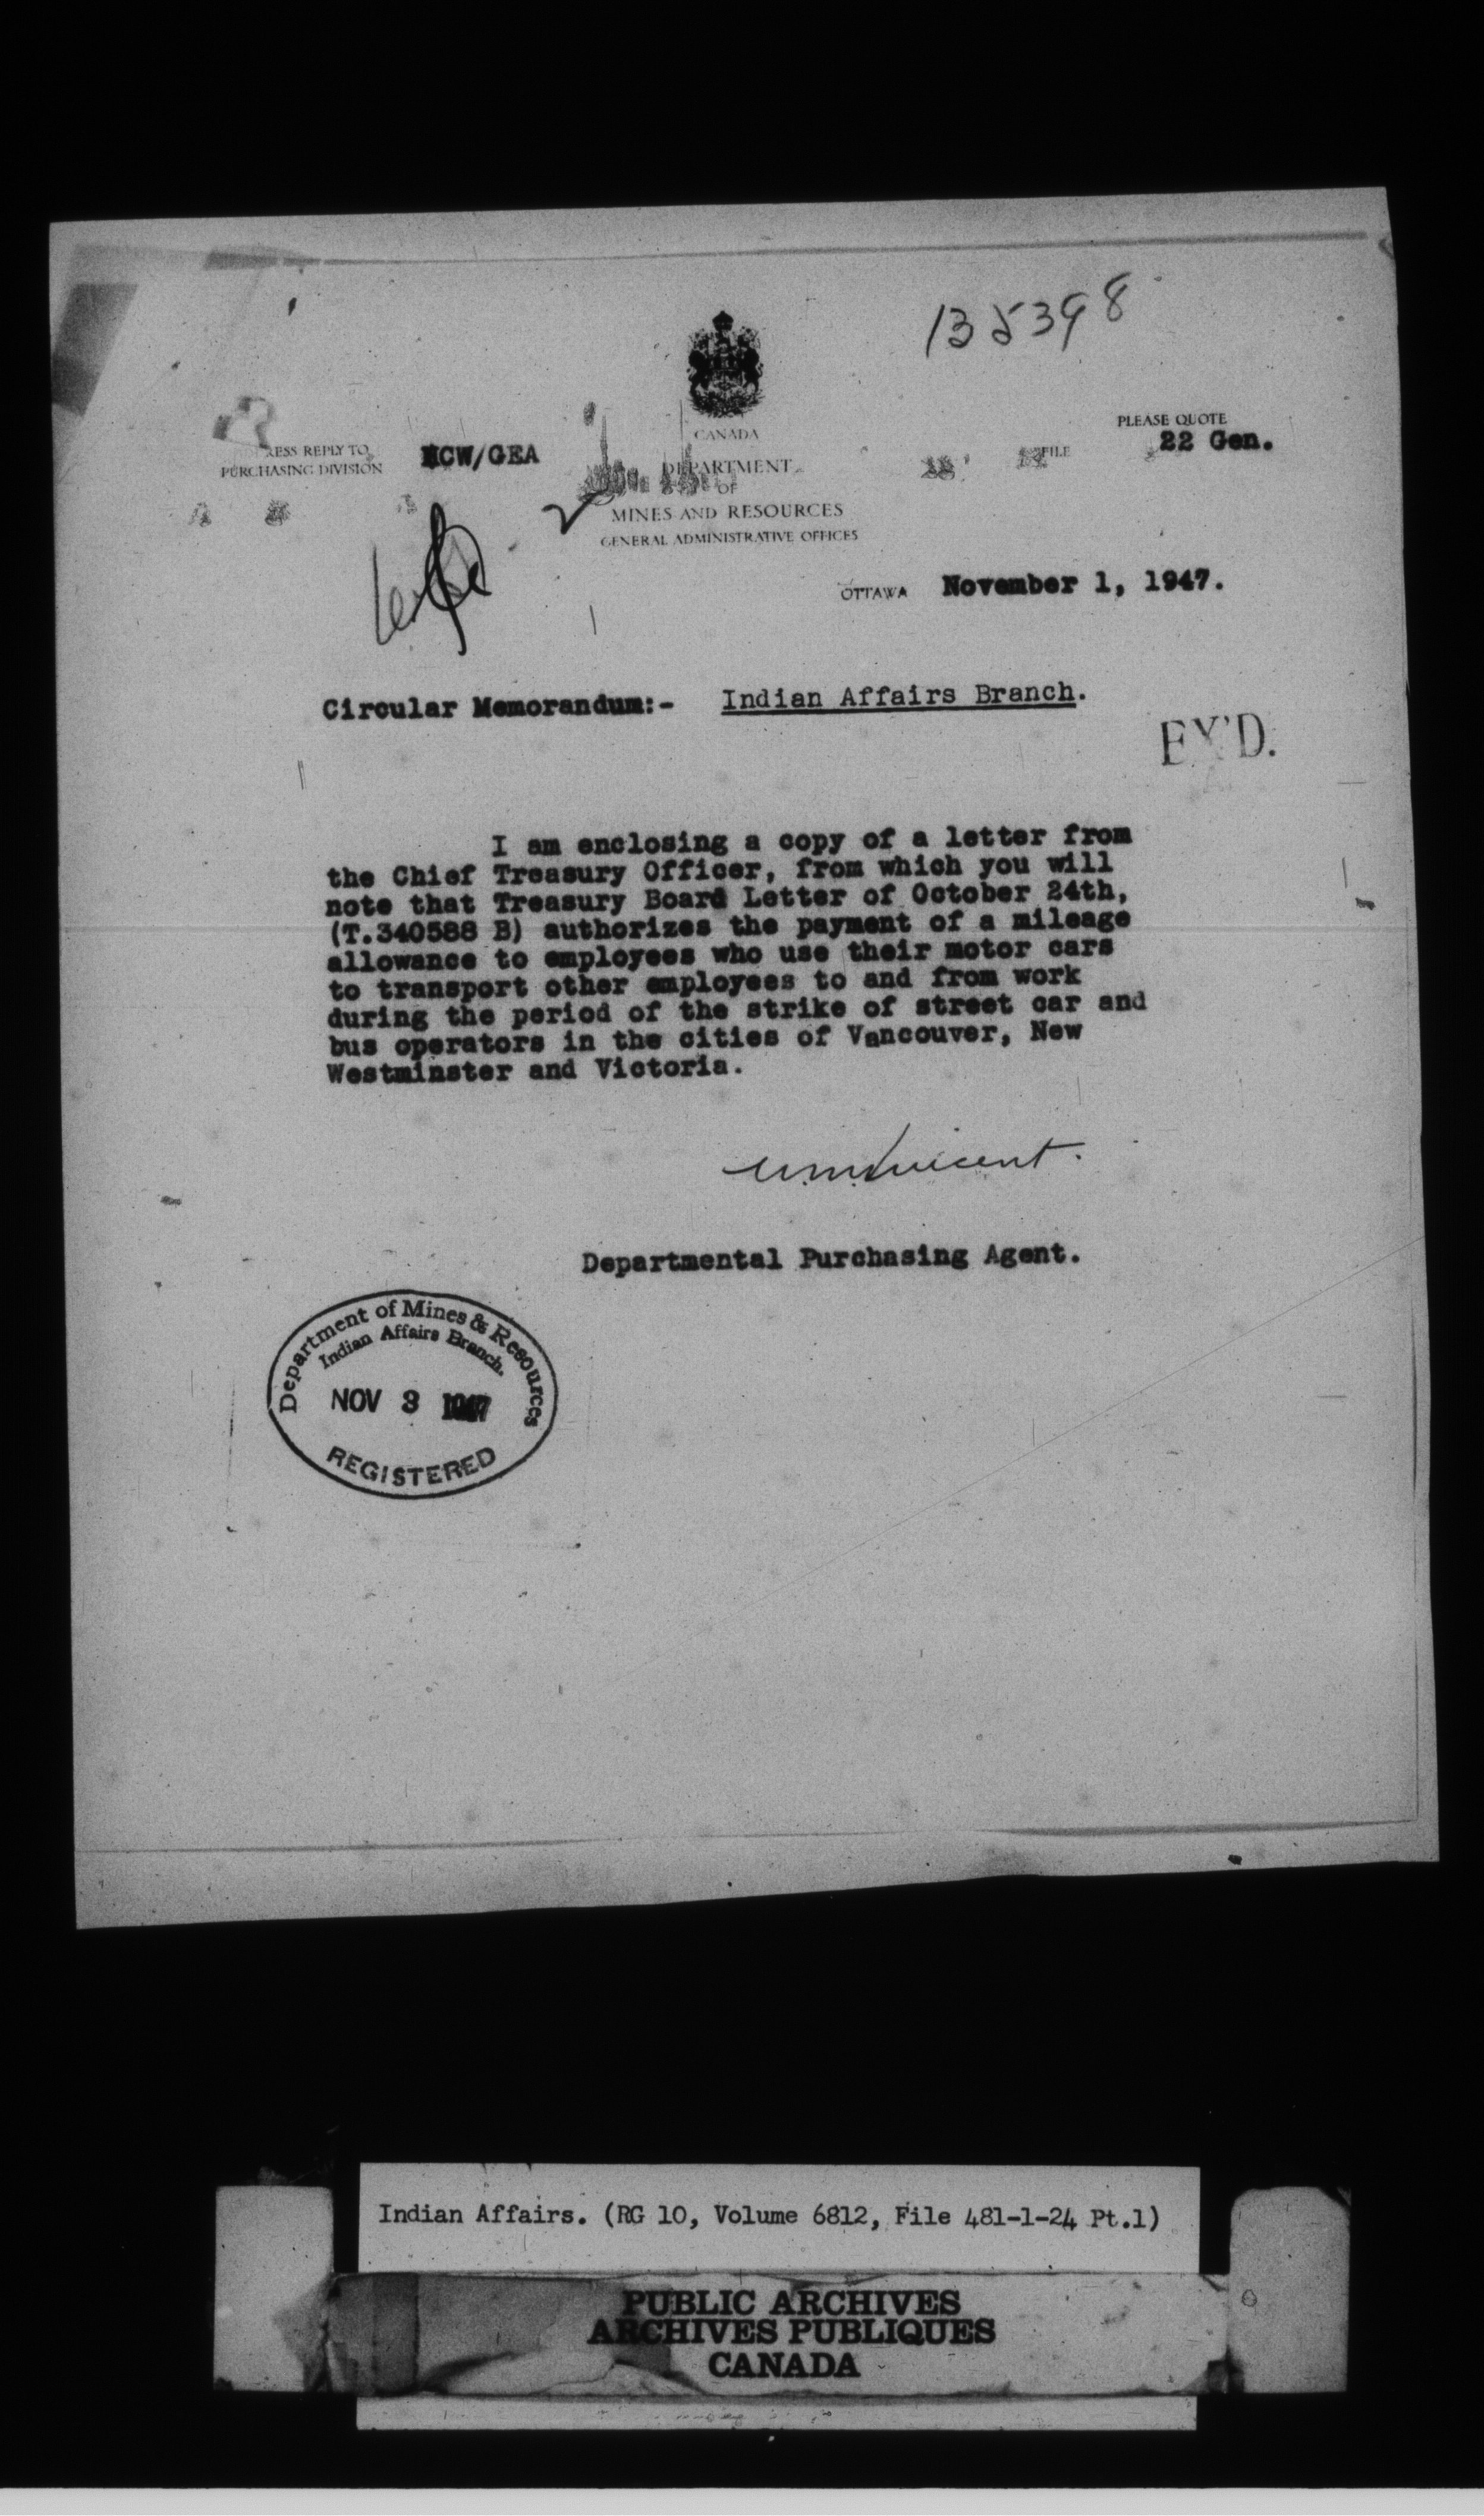 135398
CANADA
PLEASE QUOTE
RESS REPLY TO
PURCHASING DIVISION
HCW/GEA
DEPARTMENT
OF
MINES AND RESOURCES
GENERAL ADMINISTRATIVE OFFICES
FILE
22 Gen.
OTTAWA November 1, 1947.
Circular Memorandum:- Indian Affairs Branch.
EX'D.
I am enclosing a copy of a letter from
the Chief Treasury Officer, from which you will
note that Treasury Board Letter of October 24th,
(T.340588 B) authorizes the payment of a mileage
allowance to employees who use their motor cars
to transport other employees to and from work
during the period of the strike of street car and
bus operators in the cities of Vancouver, New
Westminster and Victoria.
Departmental Purchasing Agent.
Department of Mines & Resources
Indian Affairs Branch.
NOV 3 1947
REGISTERED
Indian Affairs. (RG 10, Volume 6812, File 481-1-24 Pt.1)
PUBLIC ARCHIVES
ARCHIVES PUBLIQUES
CANADA